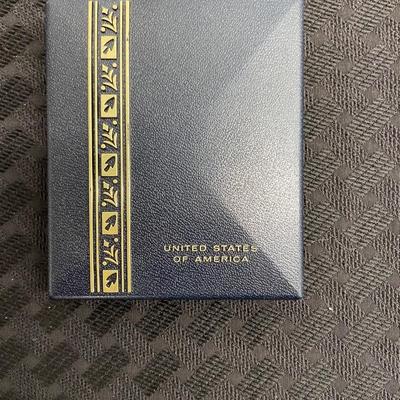 UNITED STATES
OF AMERICA